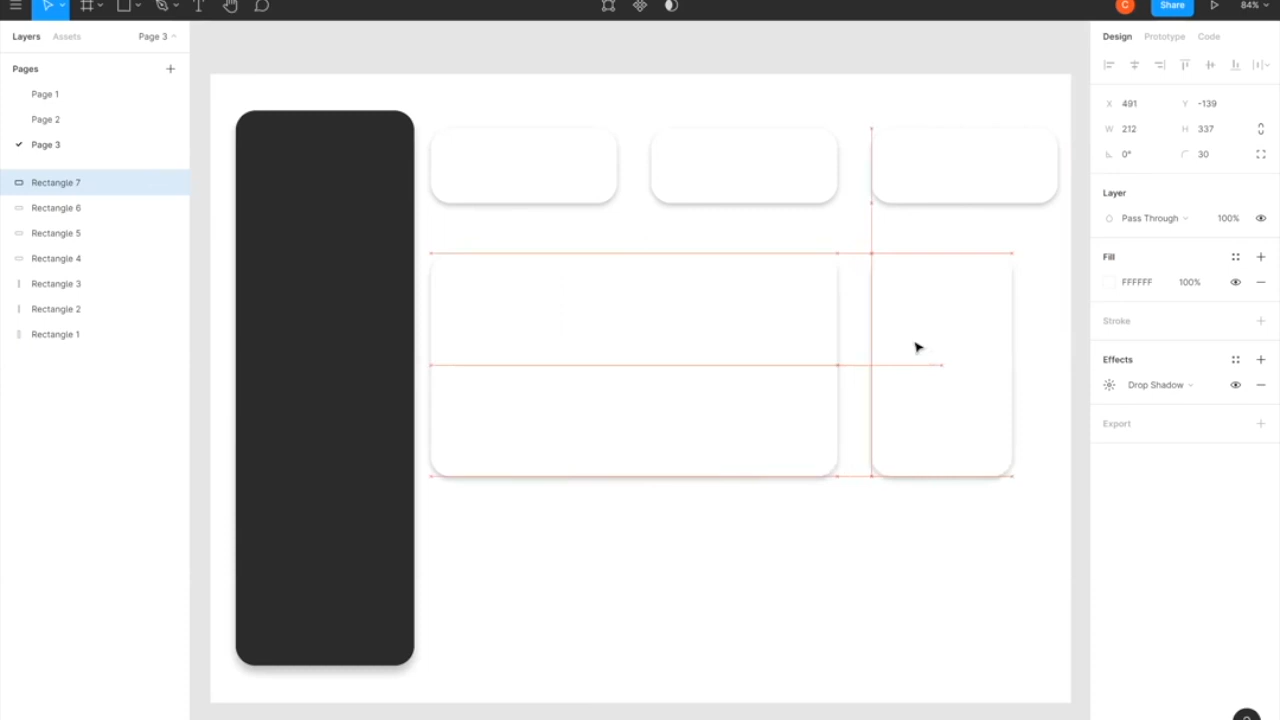 C
Share
84%
Layers
Assets
Page 3
Design
Prototype
Code
Pages
Page 1
Page 2
Page 3
X 491
Y -139
W 212
H 337
0°
30
Rectangle 7
Rectangle 6
Rectangle 5
Rectangle 4
Rectangle 3
Rectangle 2
Rectangle 1
Layer
Pass Through
100%
Fill
FFFFFF
100%
Stroke
Effects
Drop Shadow
Export